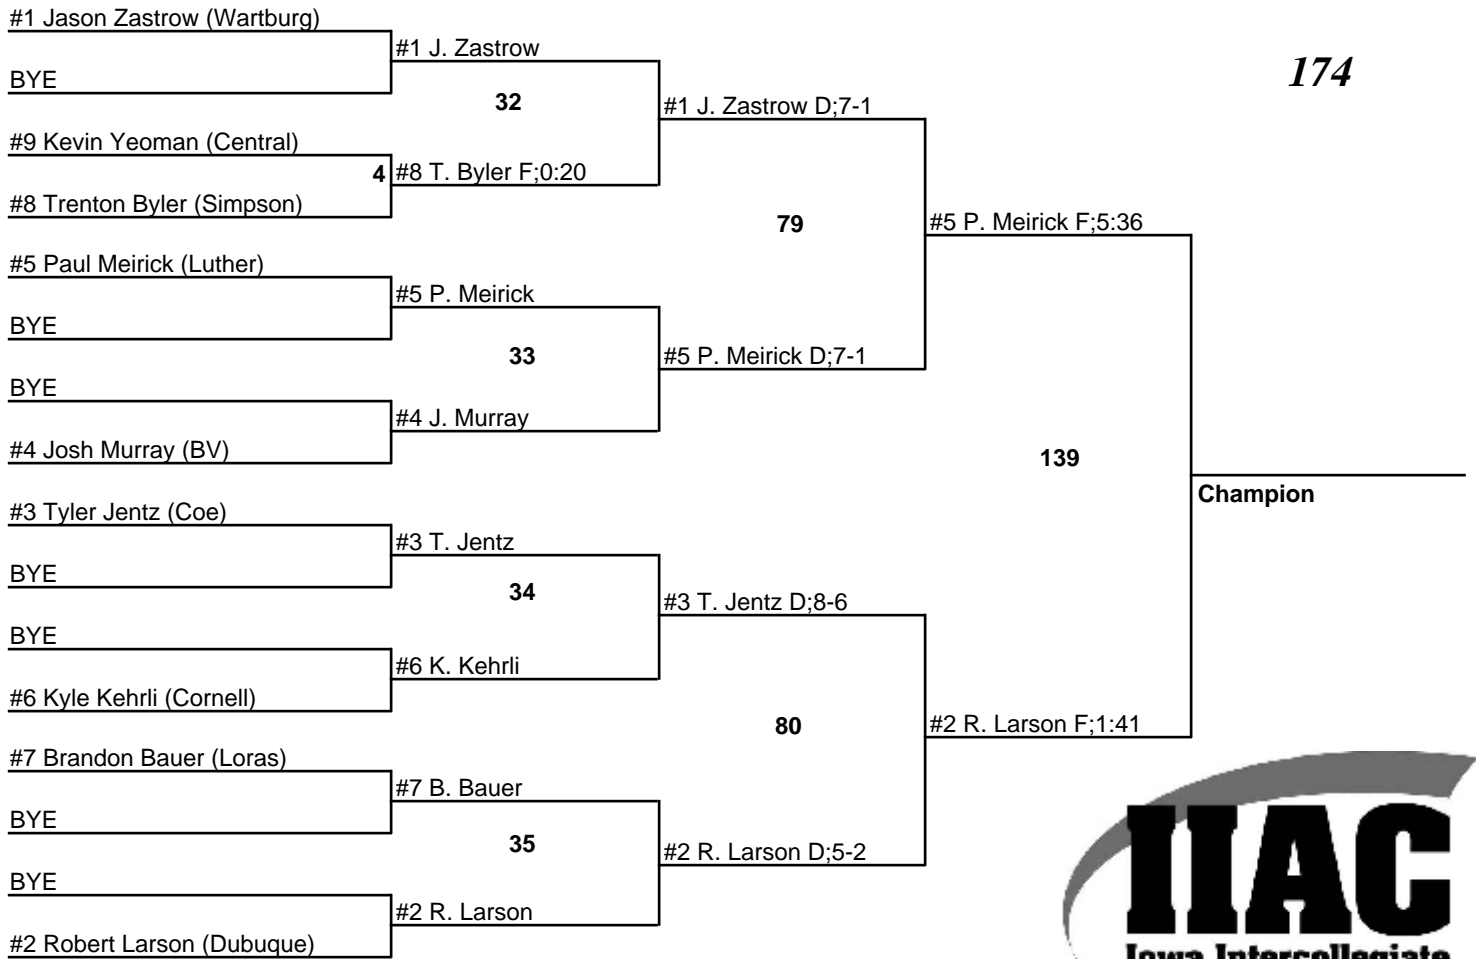 #1 Jason Zastrow (Wartburg)
#1 J. Zastrow
174
BYE
32
#1 J. Zastrow D;7-1
#9 Kevin Yeoman (Central)
4
#8 T. Byler F;0:20
#8 Trenton Byler (Simpson)
79
#5 P. Meirick F;5:36
#5 Paul Meirick (Luther)
#5 P. Meirick
BYE
33
#5 P. Meirick D;7-1
BYE
#4 J. Murray
#4 Josh Murray (BV)
139
Champion
#3 Tyler Jentz (Coe)
#3 T. Jentz
BYE
34
#3 T. Jentz D;8-6
BYE
#6 K. Kehrli
#6 Kyle Kehrli (Cornell)
80
#2 R. Larson F;1:41
#7 Brandon Bauer (Loras)
#7 B. Bauer
BYE
35
#2 R. Larson D;5-2
BYE
#2 R. Larson
#2 Robert Larson (Dubuque)
IIAC
Iowa Intercollegiate